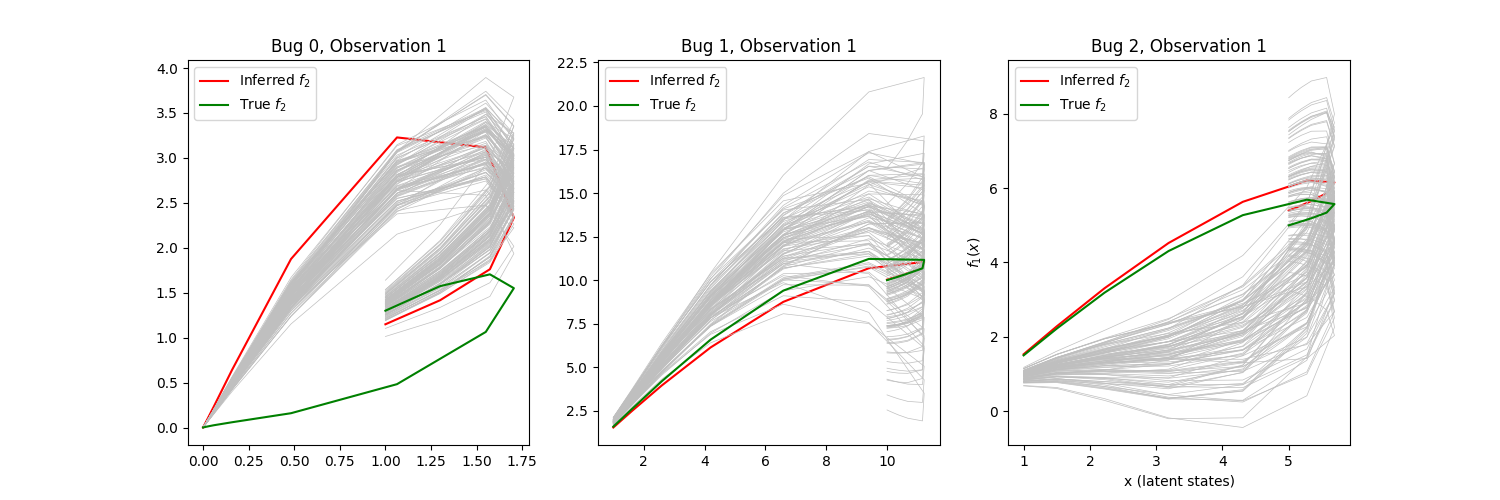 Bug 0, Observation 1
Inferred f₂
True f₂
4.0
3.5
3.0
2.5
2.0
1.5
1.0
0.5
0.0
0.00 0.25 0.50 0.75 1.00 1.25 1.50 1.75
Bug 1, Observation 1
Inferred f₂
True f₂
22.5
20.0
17.5
15.0
12.5
10.0
7.5
5.0
2.5
2 4 6 8 10
Bug 2, Observation 1
Inferred f₂
True f₂
f₁(x)
8
6
4
2
0
1 2 3 4 5
x (latent states)